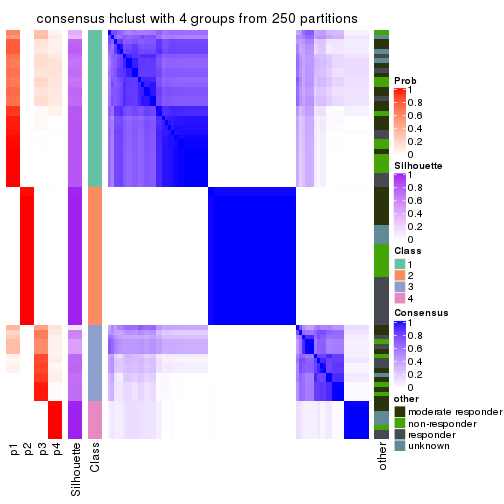 consensus hclust with 4 groups from 250 partitions
Prob
1
0.8
0.6
0.4
0.2
0
Silhouette
1
0.8
0.6
0.4
0.2
0
Class
1
2
3
4
Consensus
1
0.8
0.6
0.4
0.2
0
other
moderate responder
non-responder
responder
unknown
p1
p2
p3
p4
Silhouette
Class
other